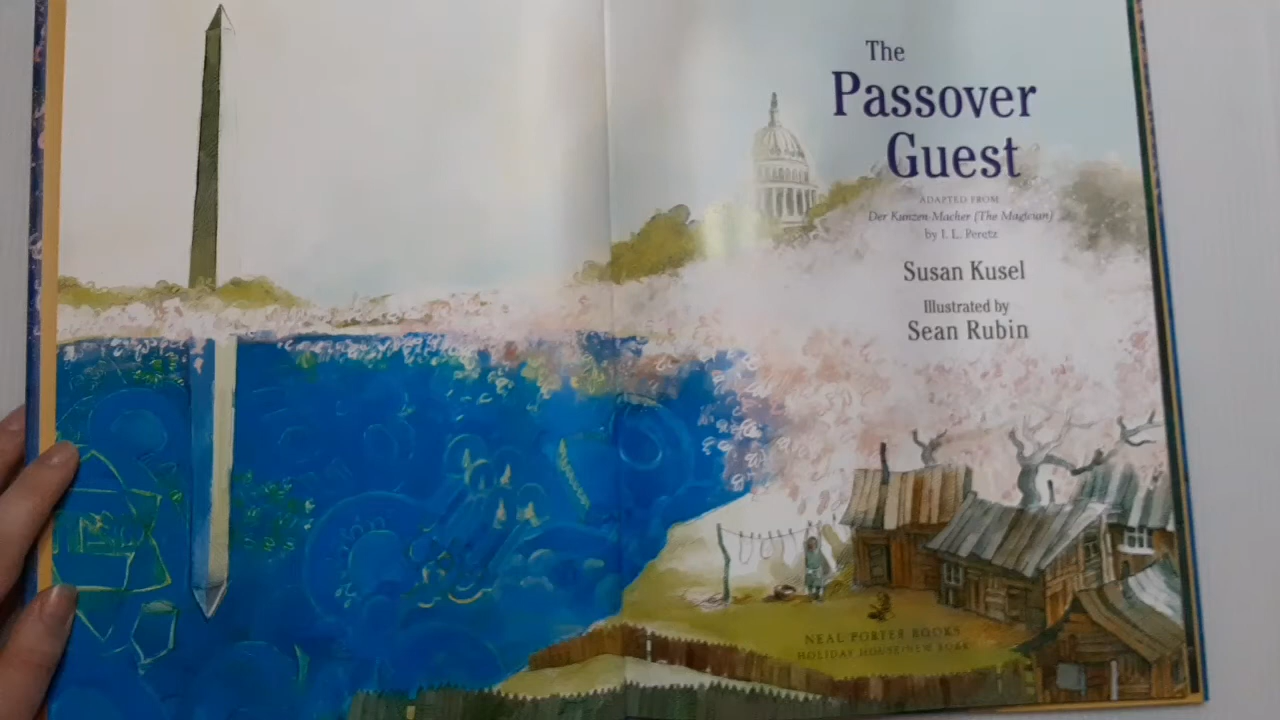 The
Passover
Guest
ADAPTED FROM
Der Kunzen-Macher (The Magician)
by I. L. Peretz
Susan Kusel
Illustrated by
Sean Rubin
NEAL PORTER BOOKS
HOLIDAY HOUSE/NEW YORK